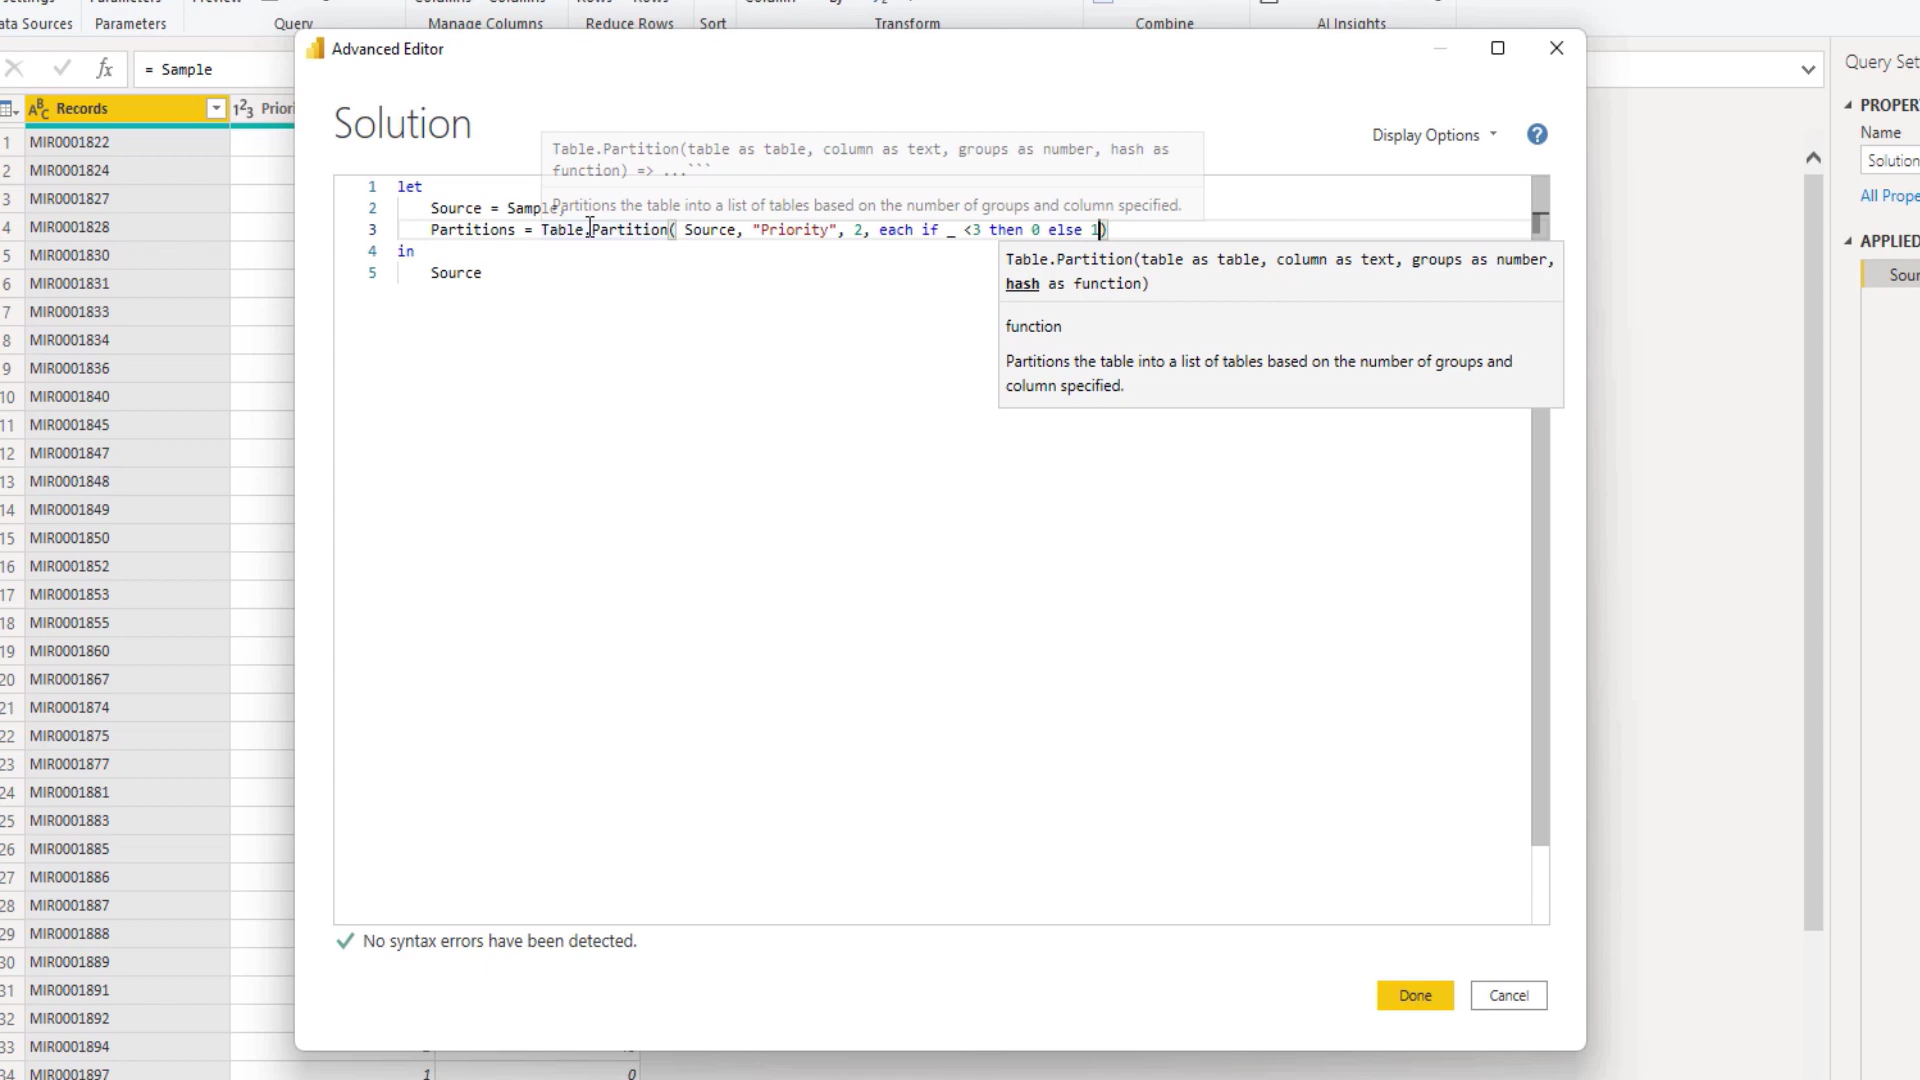 Parameters
Query
ata Sources
Parameters
Query
Manage Columns
Reduce Rows
Sort
Transform
Combine
AI Insights
= Sample
Query Set
Records
1²3 Priori
Advanced Editor
Solution
Display Options
Table.Partition(table as table, column as text, groups as number, hash as
function) => ...```
Partitions the table into a list of tables based on the number of groups and column specified.
1 let
2 Source = Sample,
3 Partitions = Table.Partition( Source, "Priority", 2, each if _ <3 then 0 else 1)
4 in
5 Source
Table.Partition(table as table, column as text, groups as number,
hash as function)
function
Partitions the table into a list of tables based on the number of groups and
column specified.
No syntax errors have been detected.
Done
Cancel
PROPER
Name
Solution
All Prope
APPLIED
Sour
1 MIR0001822
2 MIR0001824
3 MIR0001827
4 MIR0001828
5 MIR0001830
6 MIR0001831
7 MIR0001833
8 MIR0001834
9 MIR0001836
10 MIR0001840
11 MIR0001845
12 MIR0001847
13 MIR0001848
14 MIR0001849
15 MIR0001850
16 MIR0001852
17 MIR0001853
18 MIR0001855
19 MIR0001860
20 MIR0001867
21 MIR0001874
22 MIR0001875
23 MIR0001877
24 MIR0001881
25 MIR0001883
26 MIR0001885
27 MIR0001886
28 MIR0001887
29 MIR0001888
30 MIR0001889
31 MIR0001891
32 MIR0001892
33 MIR0001894
34 MIR0001897 1 0